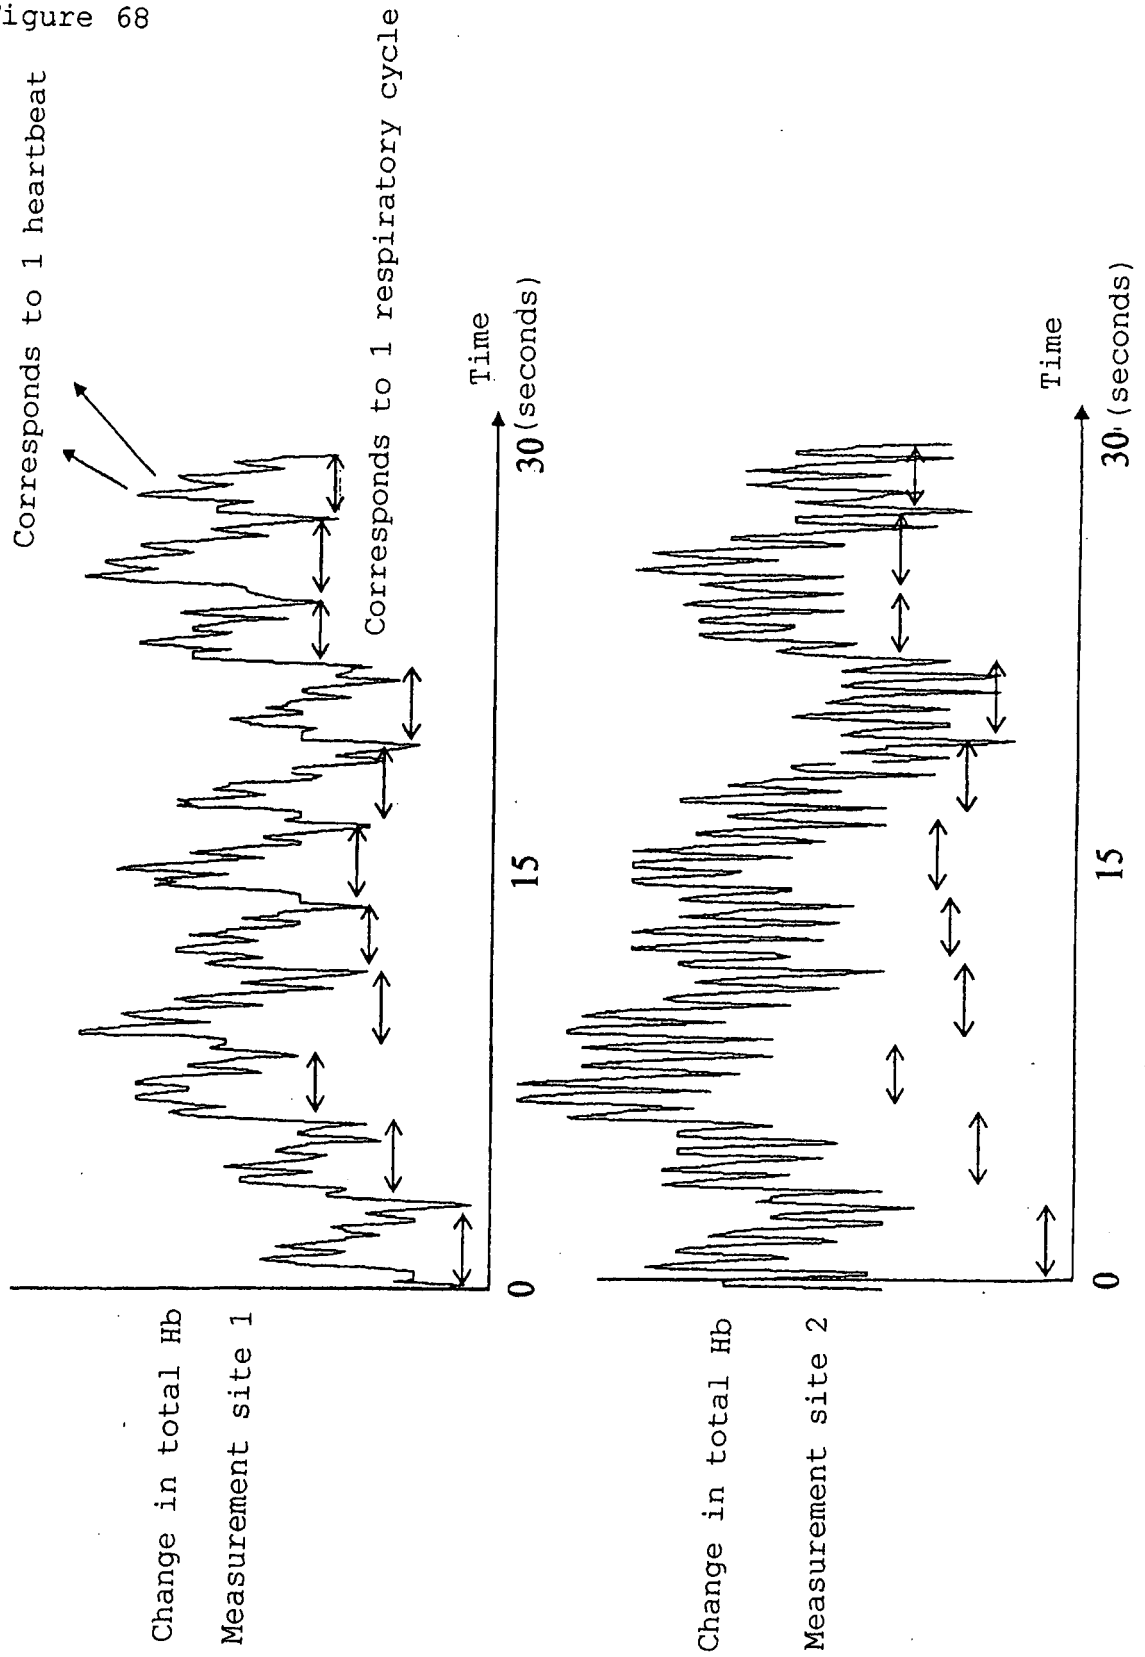 igure 68
Corresponds to 1 heartbeat
Corresponds to 1 respiratory cycle
Change in total Hb
Measurement site 1
0
15
30 (seconds)
Time
Change in total Hb
Measurement site 2
0
15
30 (seconds)
Time